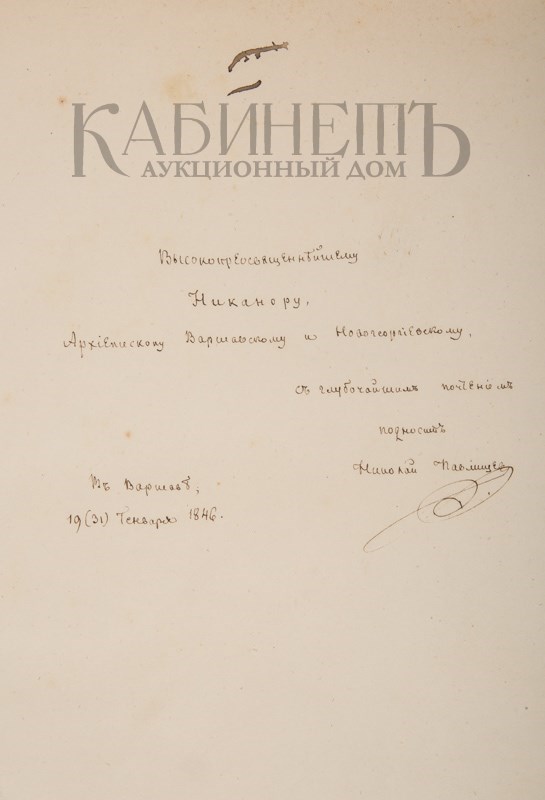 КАБИНЕТЪ
АУКЦИОННЫЙ ДОМ
Высокопреосвященнѣйшему
Никанору,
Архіепископу Варшавскому и Новогеоргіевскому,
съ глубочайшимъ почтеніемъ
подноситъ
Николай Павлищев
Въ Варшавѣ,
19 (31) Генваря 1846.